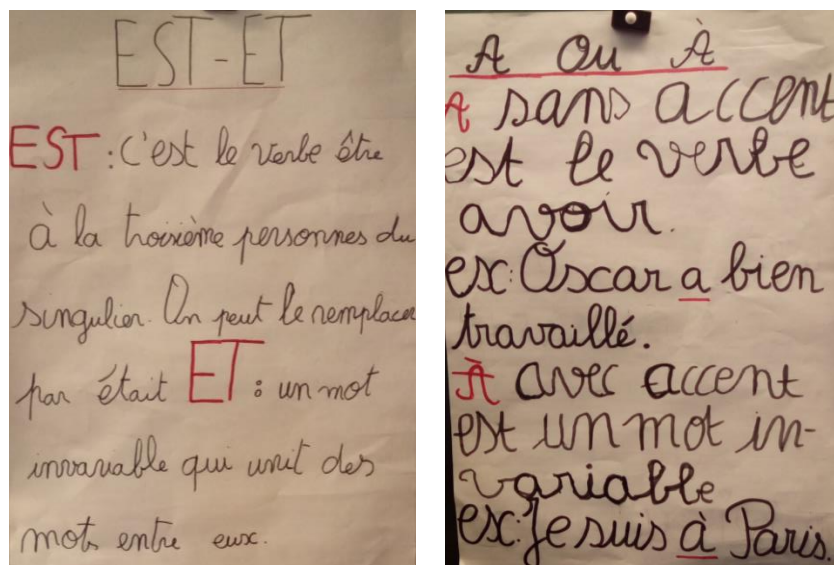 EST-ET
EST : c'est le verbe être
à la troisième personnes du
singulier. On peut le remplacer
par était ET : un mot
invariable qui unit des
mots entre eux.
A ou À
A sans accent
est le verbe
avoir.
ex: Oscar a bien
travaillé.
À avec accent
est un mot in-
variable
ex: Je suis à Paris.